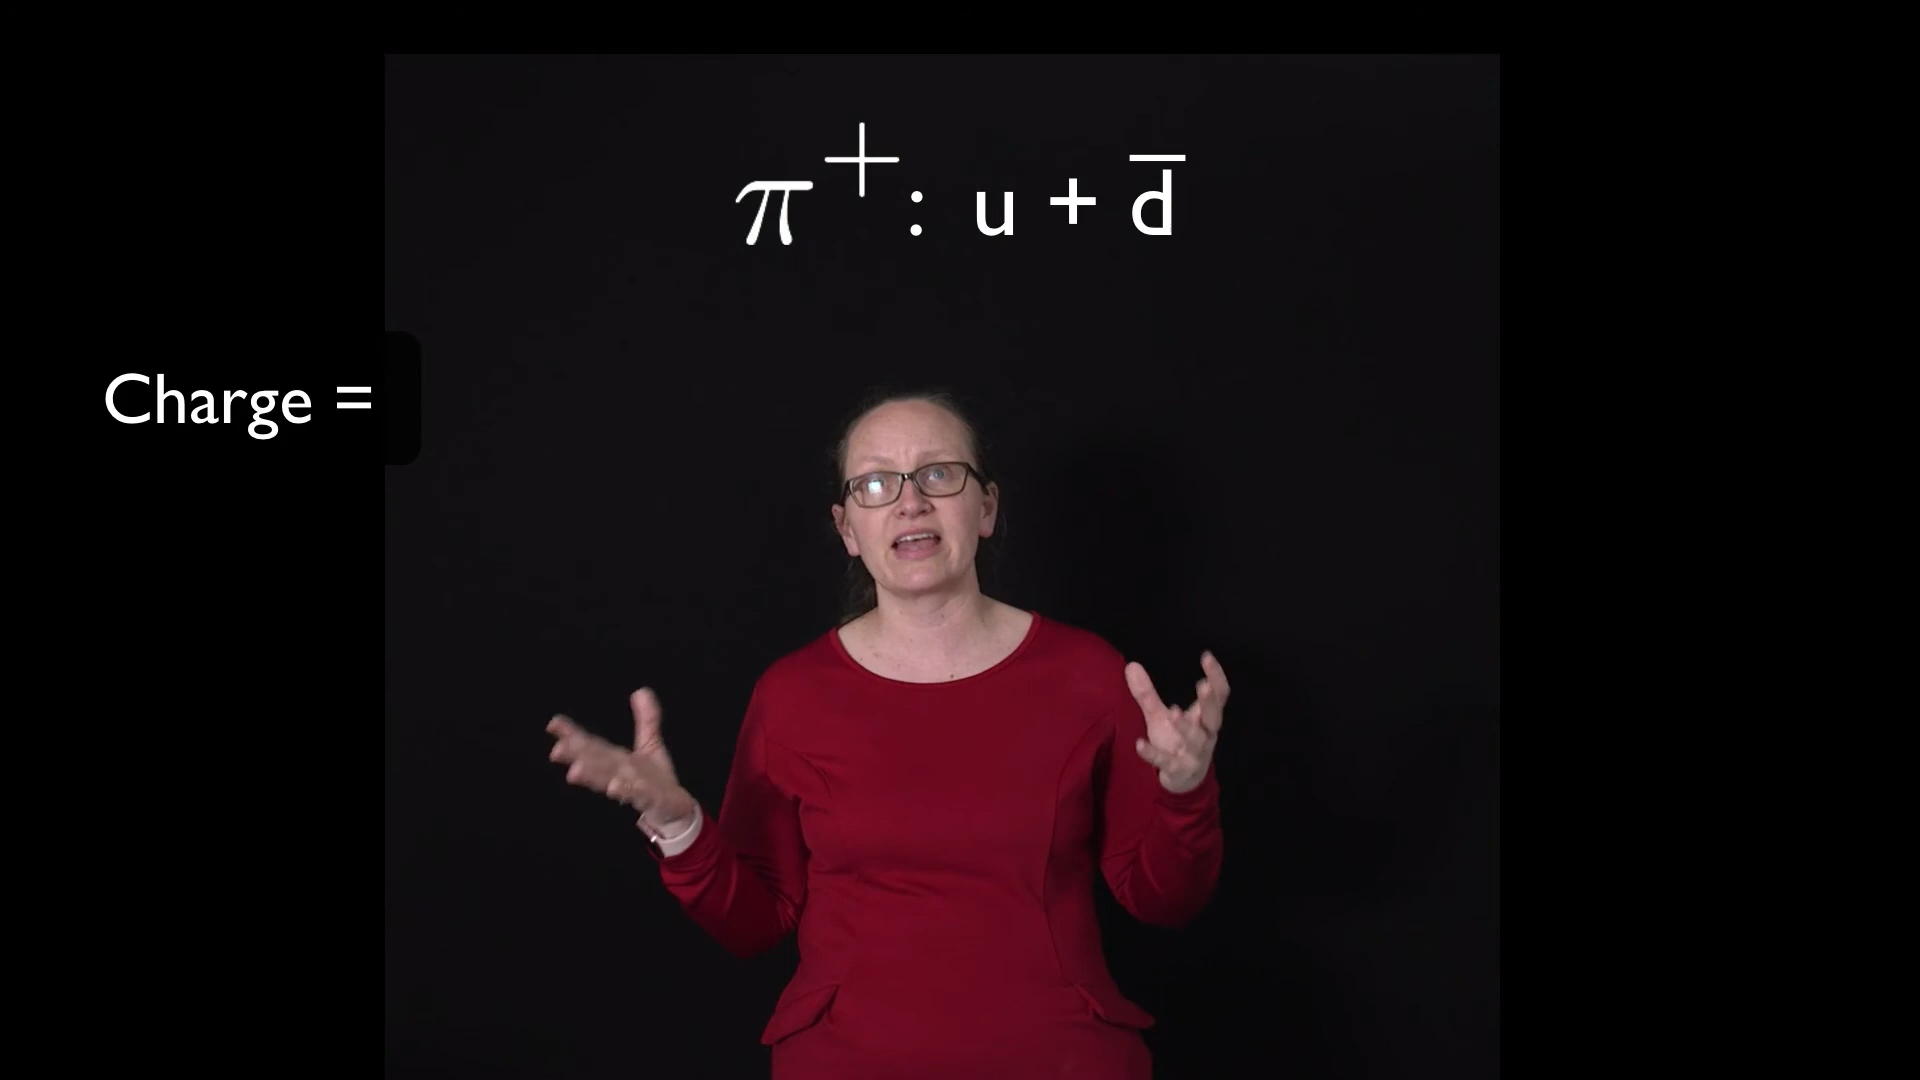 π⁺: u + d̅
Charge =